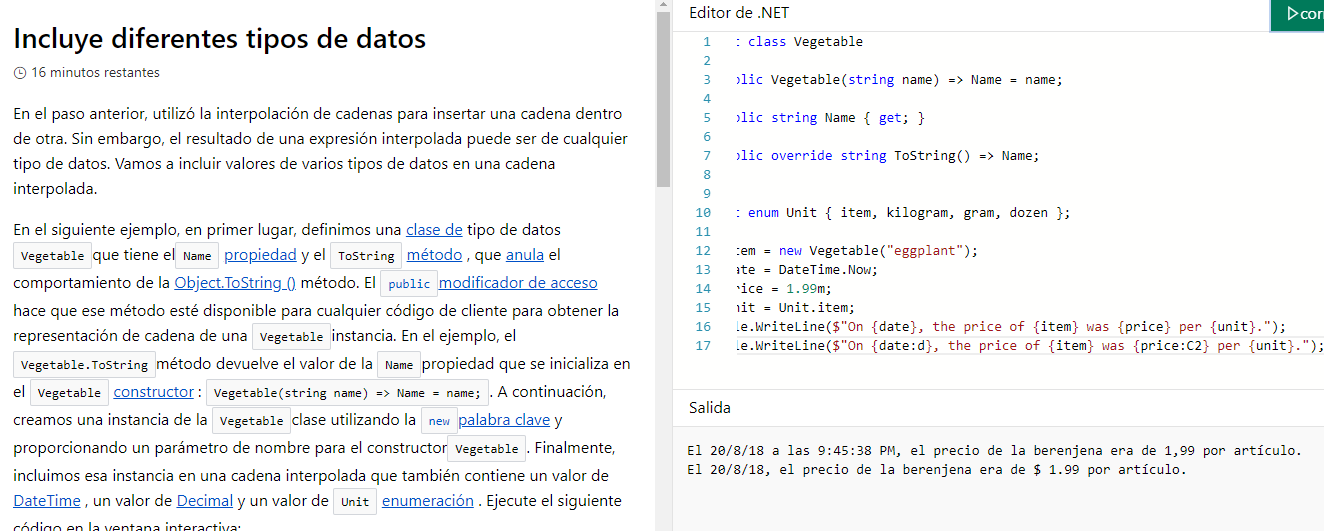 Incluye diferentes tipos de datos
16 minutos restantes
En el paso anterior, utilizó la interpolación de cadenas para insertar una cadena dentro
de otra. Sin embargo, el resultado de una expresión interpolada puede ser de cualquier
tipo de datos. Vamos a incluir valores de varios tipos de datos en una cadena
interpolada.
En el siguiente ejemplo, en primer lugar, definimos una clase de tipo de datos
Vegetable que tiene el Name propiedad y el ToString método , que anula el
comportamiento de la Object.ToString () método. El public modificador de acceso
hace que ese método esté disponible para cualquier código de cliente para obtener la
representación de cadena de una Vegetable instancia. En el ejemplo, el
Vegetable.ToString método devuelve el valor de la Name propiedad que se inicializa en
el Vegetable constructor : Vegetable(string name) => Name = name; . A continuación,
creamos una instancia de la Vegetable clase utilizando la new palabra clave y
proporcionando un parámetro de nombre para el constructor Vegetable . Finalmente,
incluimos esa instancia en una cadena interpolada que también contiene un valor de
DateTime , un valor de Decimal y un valor de Unit enumeración . Ejecute el siguiente
código en la ventana interactiva:
Editor de .NET
corr
1 : class Vegetable
2
3 blic Vegetable(string name) => Name = name;
4
5 blic string Name { get; }
6
7 blic override string ToString() => Name;
8
9
10 : enum Unit { item, kilogram, gram, dozen };
11
12 tem = new Vegetable("eggplant");
13 ate = DateTime.Now;
14 rice = 1.99m;
15 nit = Unit.item;
16 le.WriteLine($"On {date}, the price of {item} was {price} per {unit}.");
17 le.WriteLine($"On {date:d}, the price of {item} was {price:C2} per {unit}.");
Salida
El 20/8/18 a las 9:45:38 PM, el precio de la berenjena era de 1,99 por artículo.
El 20/8/18, el precio de la berenjena era de $ 1.99 por artículo.